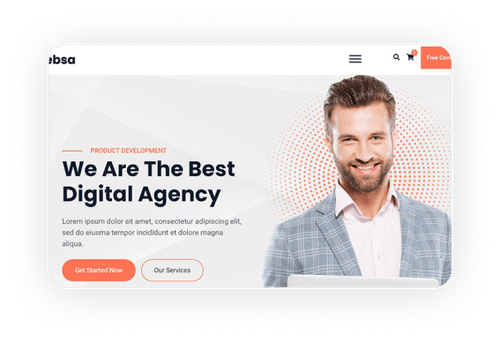 ebsa
1
Free Con
PRODUCT DEVELOPMENT
We Are The Best
Digital Agency
Lorem ipsum dolor sit amet, consectetur adipiscing elit,
sed do eiusma tempor incididunt et dolore magna
aliqua.
Get Started Now
Our Services